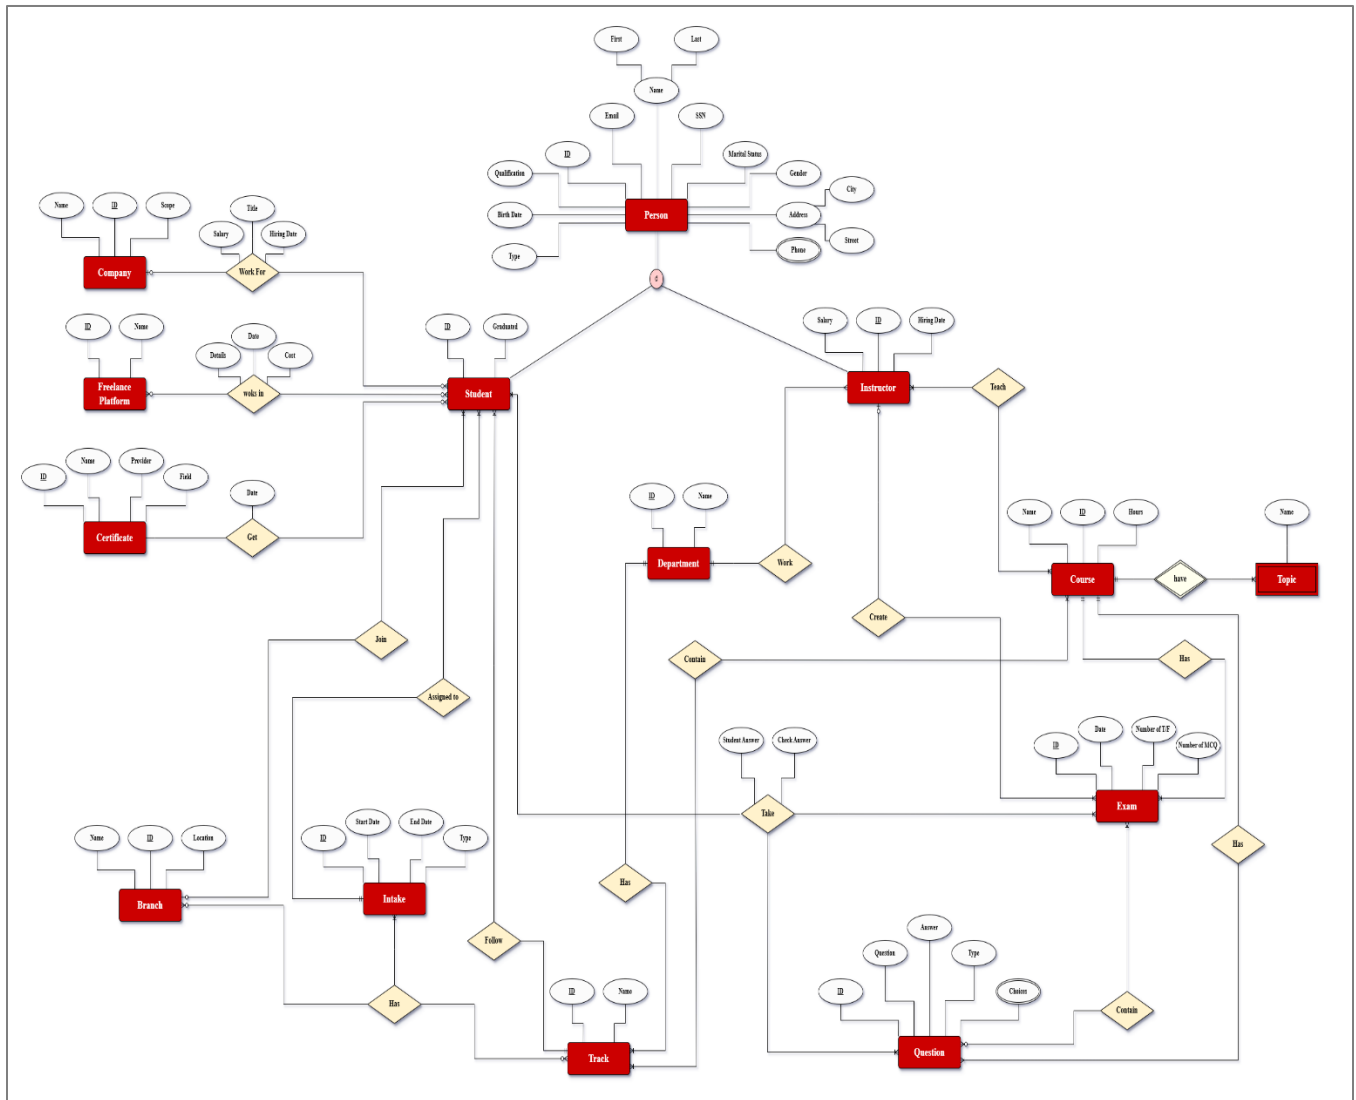 First
Last
Name
Email
SSN
ID
Marital Status
Qualification
Gender
City
Birth Date
Person
Address
Type
Phone
Street
Name
ID
Scope
Title
Salary
Hiring Date
Company
Work For
ID
Name
Date
Details
Cost
Freelance
Platform
woks in
ID
Graduated
Student
Salary
ID
Hiring Date
Instructor
Teach
ID
Name
Provider
Field
Date
Certificate
Get
ID
Name
Department
Work
Name
ID
Hours
Name
Course
have
Topic
Join
Create
Contain
Has
Assigned to
Student Answer
Check Answer
Take
ID
Date
Number of T/F
Number of MCQ
Exam
Has
Name
ID
Location
Branch
ID
Start Date
End Date
Type
Intake
Has
Follow
Has
ID
Name
Track
ID
Question
Answer
Type
Choices
Question
Contain